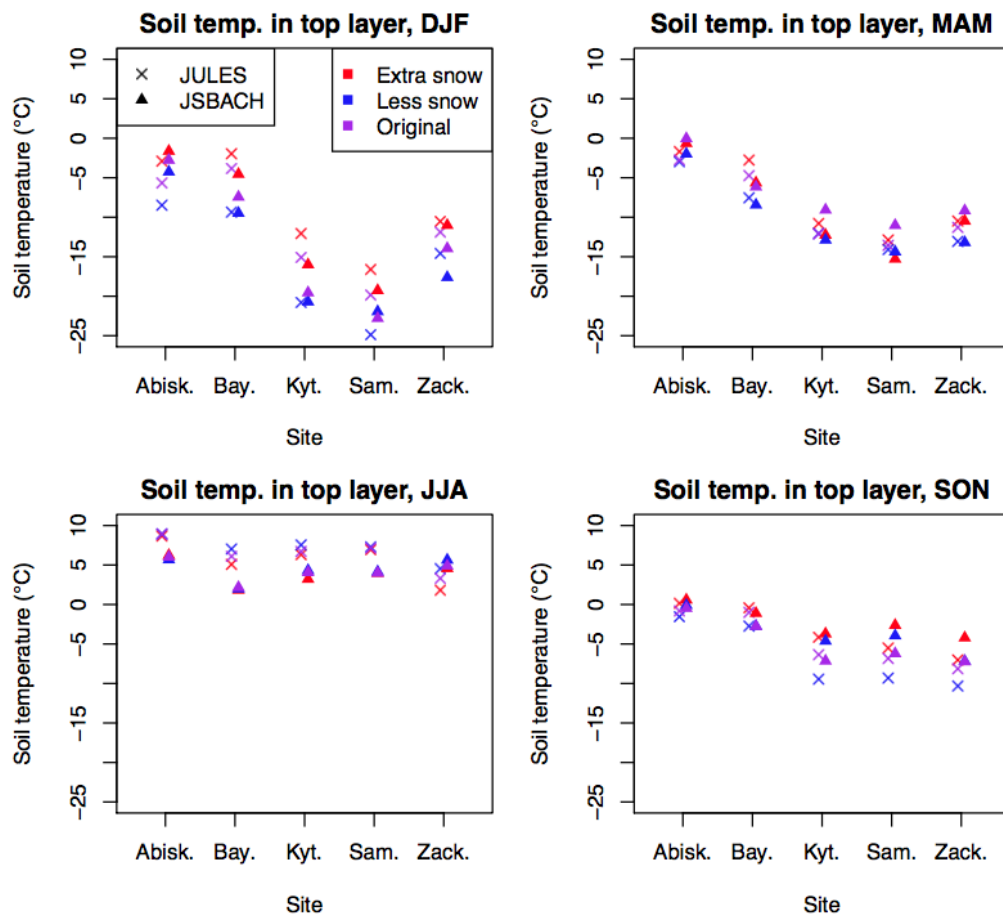 Soil temp. in top layer, DJF
Soil temperature (°C)
10
5
0
−5
−15
−25
JULES
JSBACH
Extra snow
Less snow
Original
Abisk. Bay. Kyt. Sam. Zack.
Site
Soil temp. in top layer, MAM
Soil temperature (°C)
10
5
0
−5
−15
−25
Abisk. Bay. Kyt. Sam. Zack.
Site
Soil temp. in top layer, JJA
Soil temperature (°C)
10
5
0
−5
−15
−25
Abisk. Bay. Kyt. Sam. Zack.
Site
Soil temp. in top layer, SON
Soil temperature (°C)
10
5
0
−5
−15
−25
Abisk. Bay. Kyt. Sam. Zack.
Site